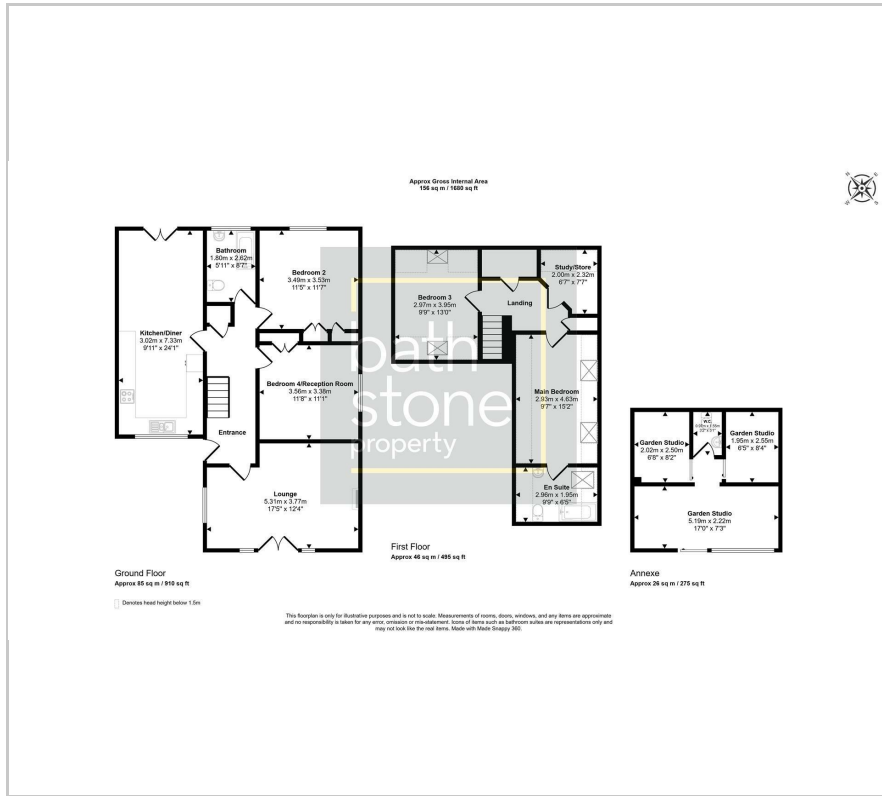 Approx Gross Internal Area
156 sq m / 1680 sq ft
N
E
S
W
Bathroom
1.80m x 2.62m
5'11" x 8'7"
Bedroom 2
3.49m x 3.53m
11'5" x 11'7"
Kitchen/Diner
3.02m x 7.33m
9'11" x 24'1"
Bedroom 4/Reception Room
3.56m x 3.38m
11'8" x 11'1"
Entrance
Lounge
5.31m x 3.77m
17'5" x 12'4"
Ground Floor
Approx 85 sq m / 910 sq ft
Denotes head height below 1.5m
Bedroom 3
2.97m x 3.95m
9'9" x 13'0"
Landing
Study/Store
2.00m x 2.32m
6'7" x 7'7"
Main Bedroom
2.93m x 4.63m
9'7" x 15'2"
En Suite
2.96m x 1.95m
9'9" x 6'5"
First Floor
Approx 46 sq m / 495 sq ft
bath
stone
property
W.C.
Garden Studio
2.02m x 2.50m
6'8" x 8'2"
Garden Studio
1.95m x 2.55m
6'5" x 8'4"
Garden Studio
5.19m x 2.22m
17'0" x 7'3"
Annexe
Approx 26 sq m / 275 sq ft
This floorplan is only for illustrative purposes and is not to scale. Measurements of rooms, doors, windows, and any items are approximate
and no responsibility is taken for any error, omission or mis-statement. Icons of items such as bathroom suites are representations only and
may not look like the real items. Made with Made Snappy 360.